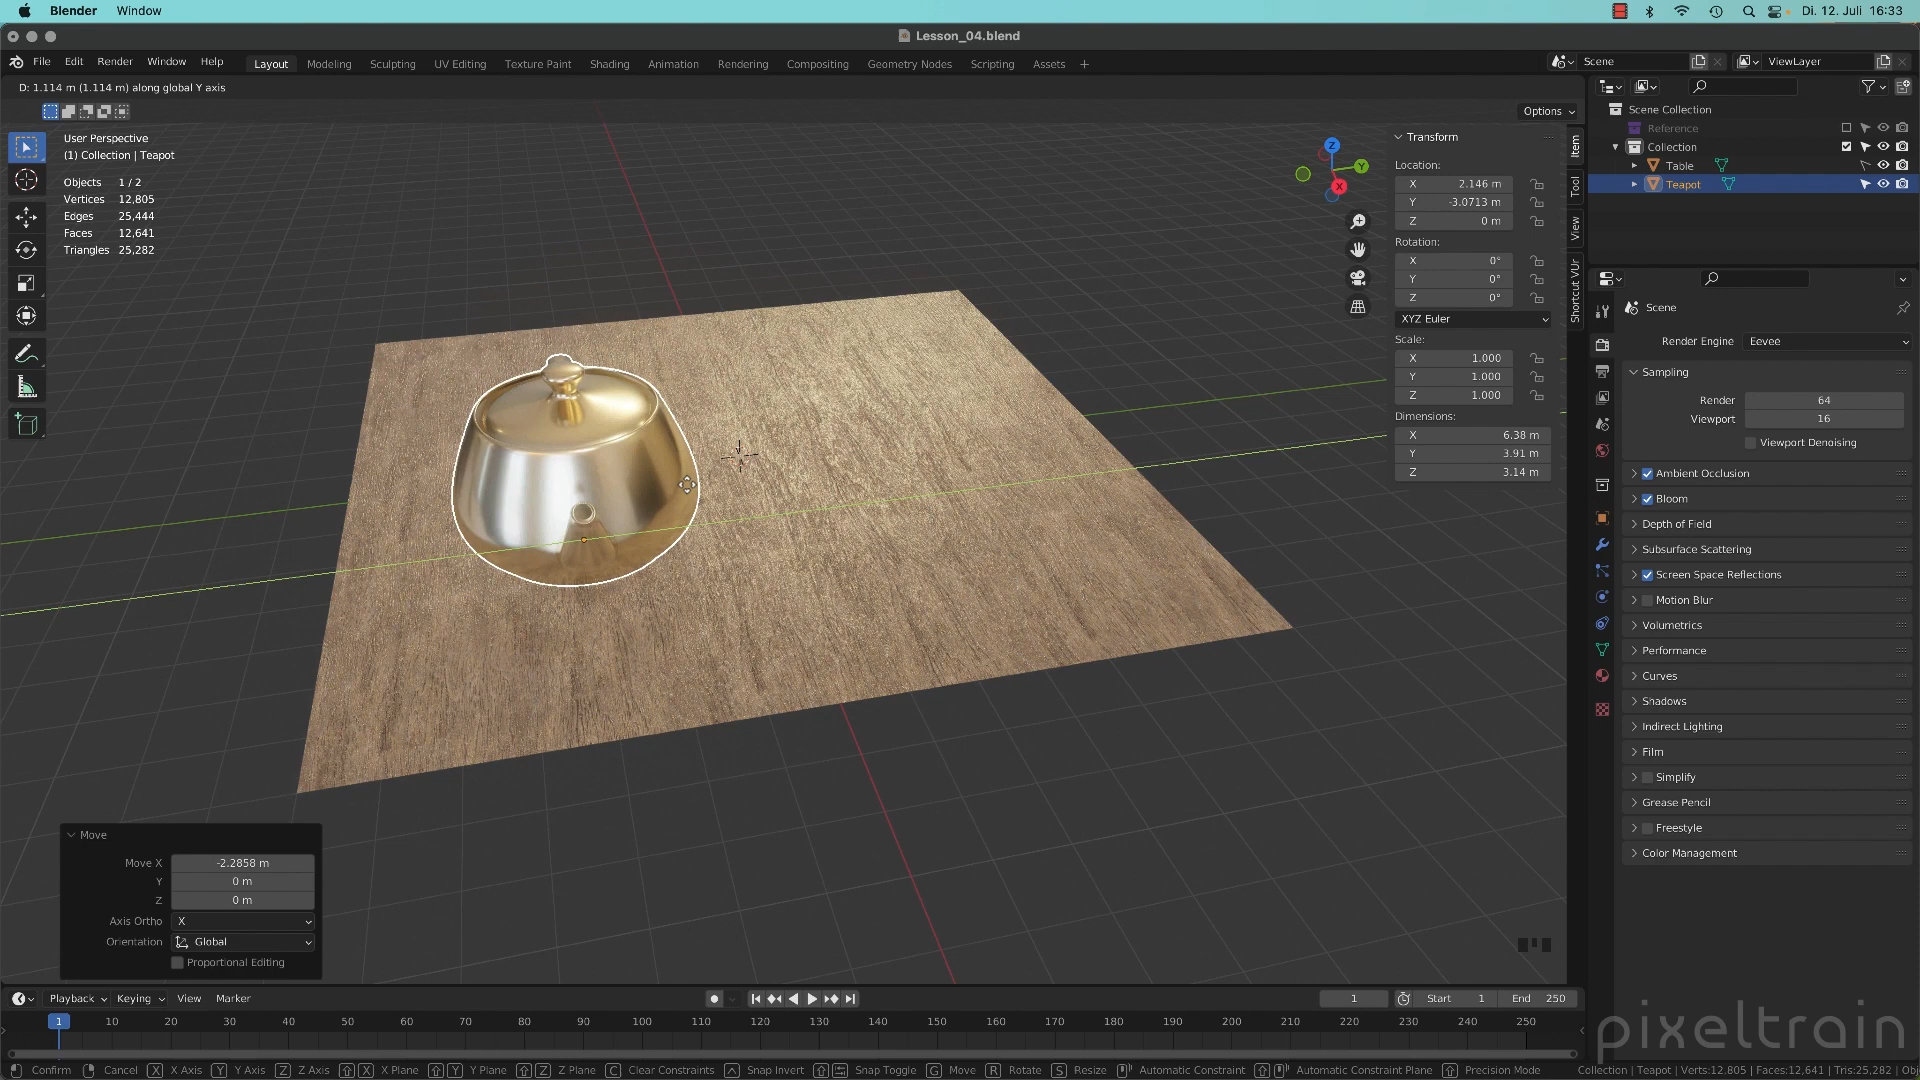 Blender Window Di. 12. Juli 16:33
Lesson_04.blend
File Edit Render Window Help Layout Modeling Sculpting UV Editing Texture Paint Shading Animation Rendering Compositing Geometry Nodes Scripting Assets + Scene ViewLayer
D: 1.114 m (1.114 m) along global Y axis
Options
User Perspective
(1) Collection | Teapot
Objects 1 / 2
Vertices 12,805
Edges 25,444
Faces 12,641
Triangles 25,282
Z
Y
X
Transform
Location:
X 2.146 m
Y -3.0713 m
Z 0 m
Rotation:
X 0°
Y 0°
Z 0°
XYZ Euler
Scale:
X 1.000
Y 1.000
Z 1.000
Dimensions:
X 6.38 m
Y 3.91 m
Z 3.14 m
Item
Tool
View
Shortcut VUr
Scene Collection
Reference
Collection
Table
Teapot
Scene
Render Engine Eevee
Sampling
Render 64
Viewport 16
Viewport Denoising
Ambient Occlusion
Bloom
Depth of Field
Subsurface Scattering
Screen Space Reflections
Motion Blur
Volumetrics
Performance
Curves
Shadows
Indirect Lighting
Film
Simplify
Grease Pencil
Freestyle
Color Management
Move
Move X -2.2858 m
Y 0 m
Z 0 m
Axis Ortho X
Orientation Global
Proportional Editing
Playback Keying View Marker 1 Start 1 End 250
1 10 20 30 40 50 60 70 80 90 100 110 120 130 140 150 160 170 180 190 200 210 220 230 240 250
pixeltrain
Confirm Cancel X X Axis Y Y Axis Z Z Axis X X Plane Y Y Plane Z Z Plane C Clear Constraints Snap Invert Snap Toggle G Move R Rotate S Resize Automatic Constraint Automatic Constraint Plane Precision Mode Collection | Teapot | Verts:12,805 | Faces:12,641 | Tris:25,282 | Obj